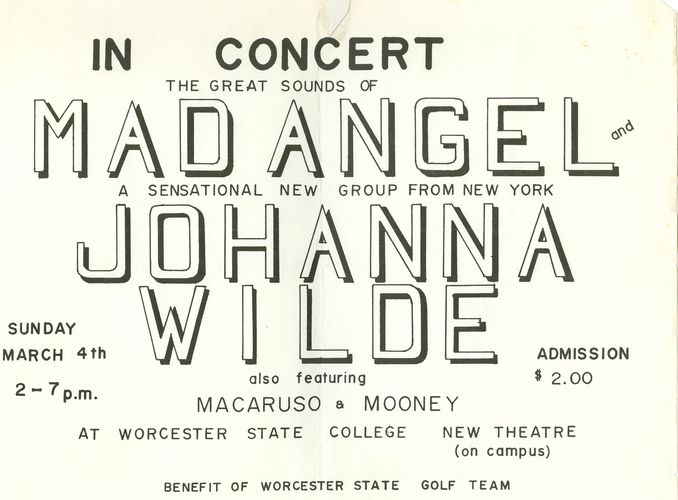 IN CONCERT
THE GREAT SOUNDS OF
MAD ANGEL and
A SENSATIONAL NEW GROUP FROM NEW YORK
JOHANNA
WILDE
SUNDAY
MARCH 4th
2-7 p.m.
ADMISSION
$ 2.00
also featuring
MACARUSO & MOONEY
AT WORCESTER STATE COLLEGE NEW THEATRE
(on campus)
BENEFIT OF WORCESTER STATE GOLF TEAM